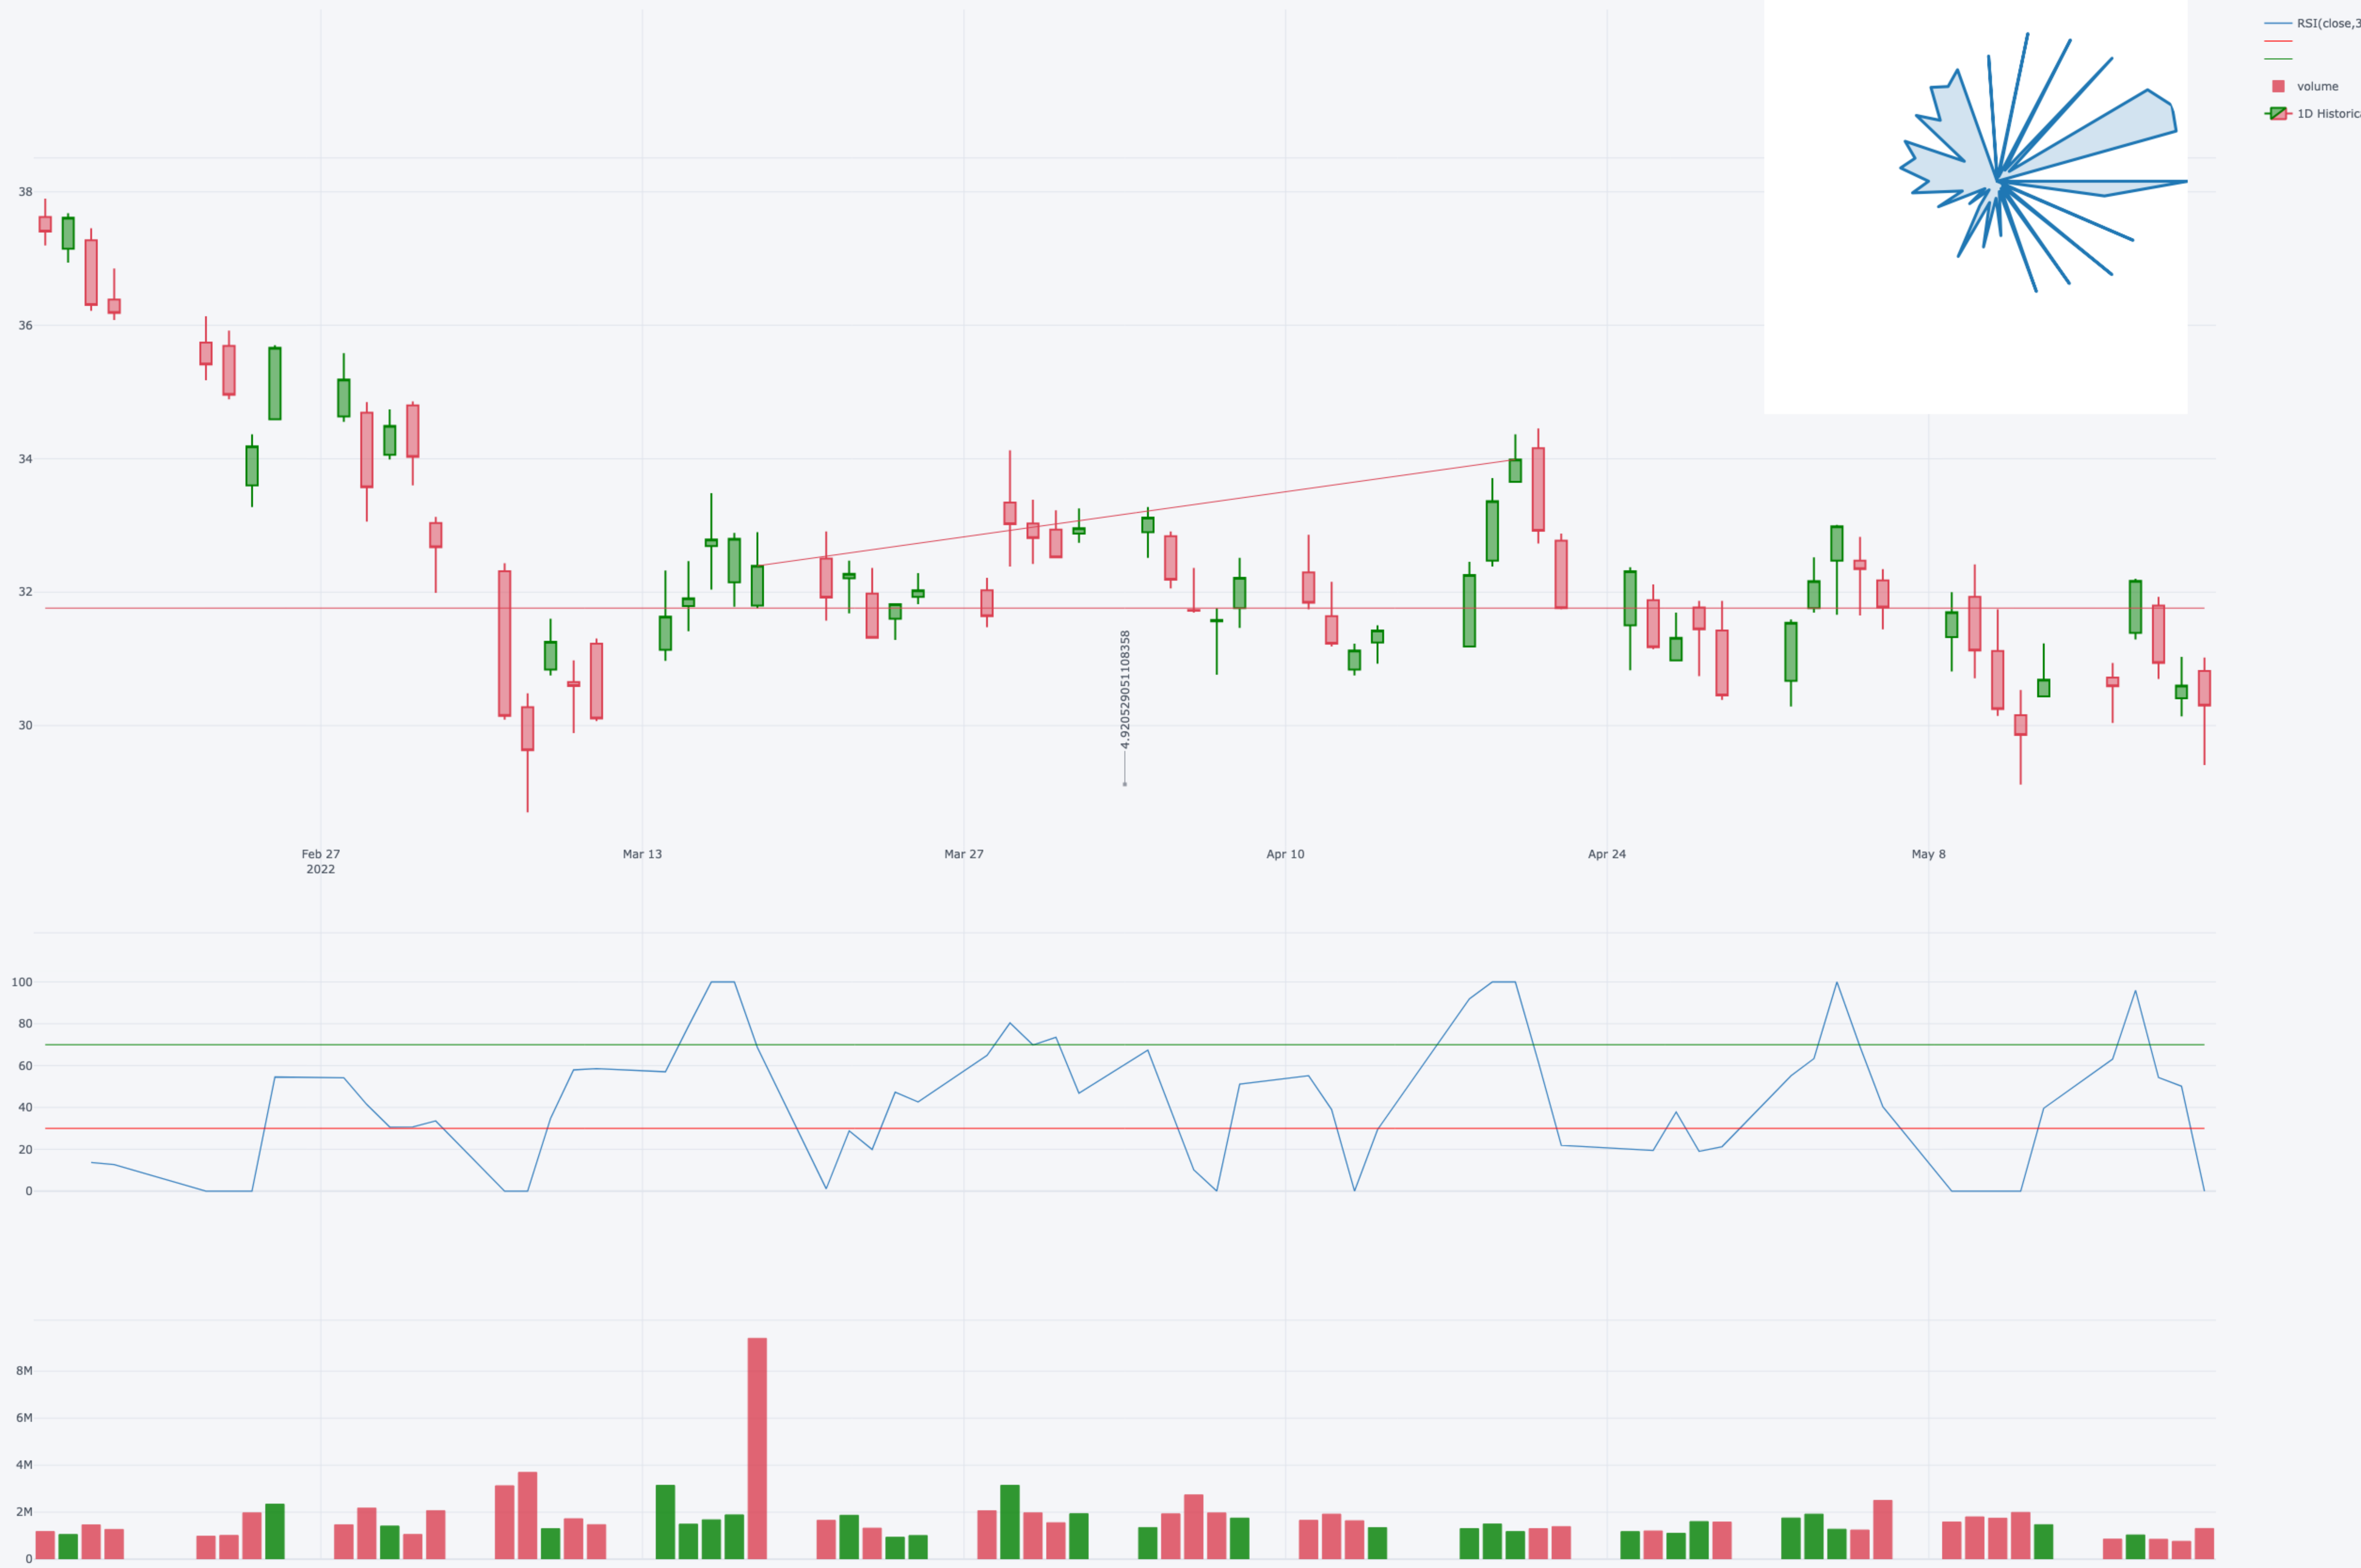 RSI(close,3
volume
1D Historica
38
36
34
32
30
4.9205299051108358
Feb 27
2022
Mar 13
Mar 27
Apr 10
Apr 24
May 8
100
80
60
40
20
0
8M
6M
4M
2M
0